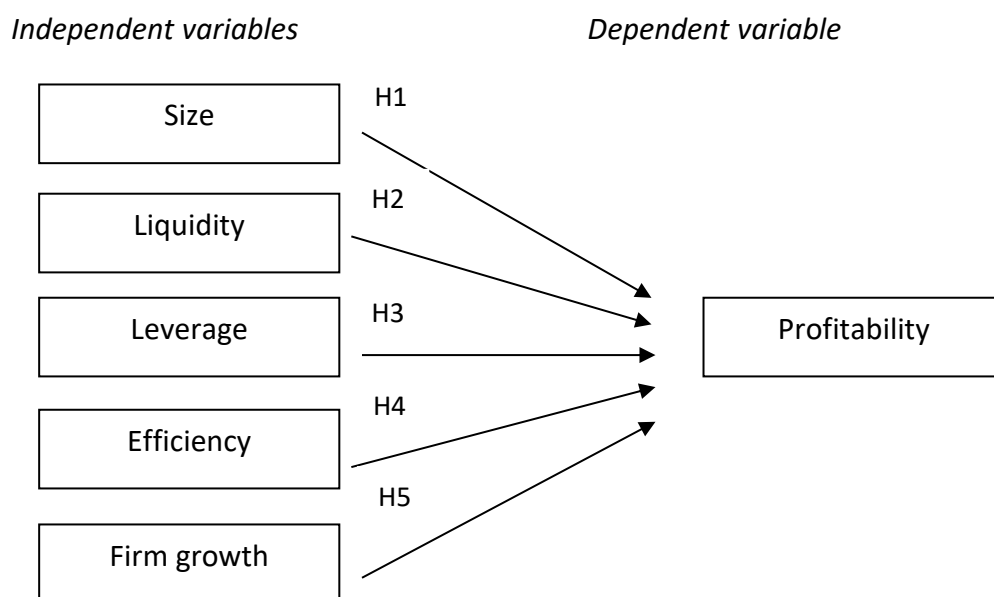 Independent variables
Dependent variable
Size
H1
Liquidity
H2
Leverage
H3
Profitability
Efficiency
H4
Firm growth
H5